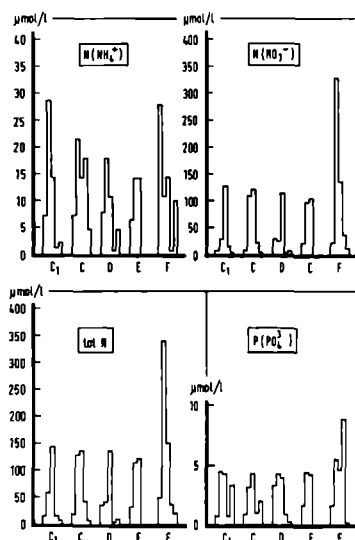 µmol/l
N(NH₄⁺)
N(NO₃⁻)
40
35
30
25
20
15
10
5
0
400
350
300
250
200
150
100
50
0
C₁ C D E F
C₁ C D C F
µmol/l
tot N
P(PO₄³)
µmol/l
400
350
300
250
200
150
100
50
0
10
5
0
C₁ C D E F
C₁ C D E F